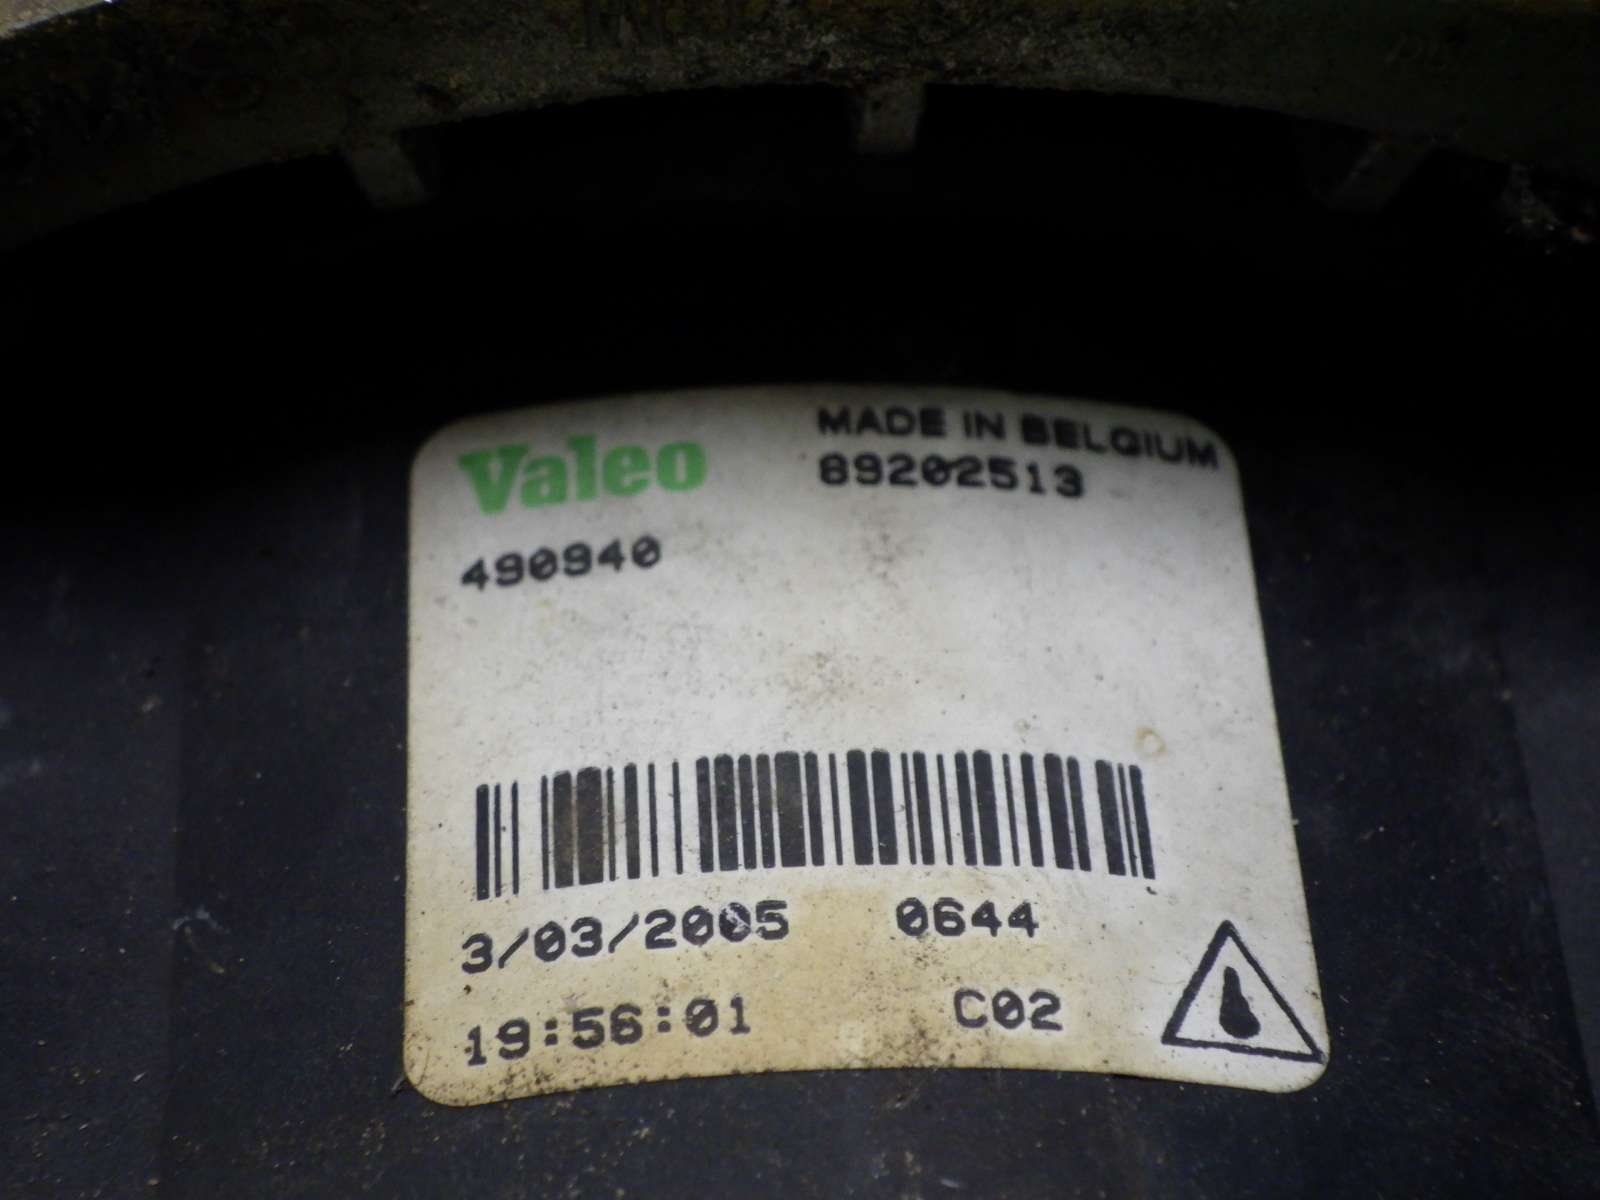 Valeo
MADE IN BELGIUM
89202513
490940
3/03/2005 0644
19:56:01 C02